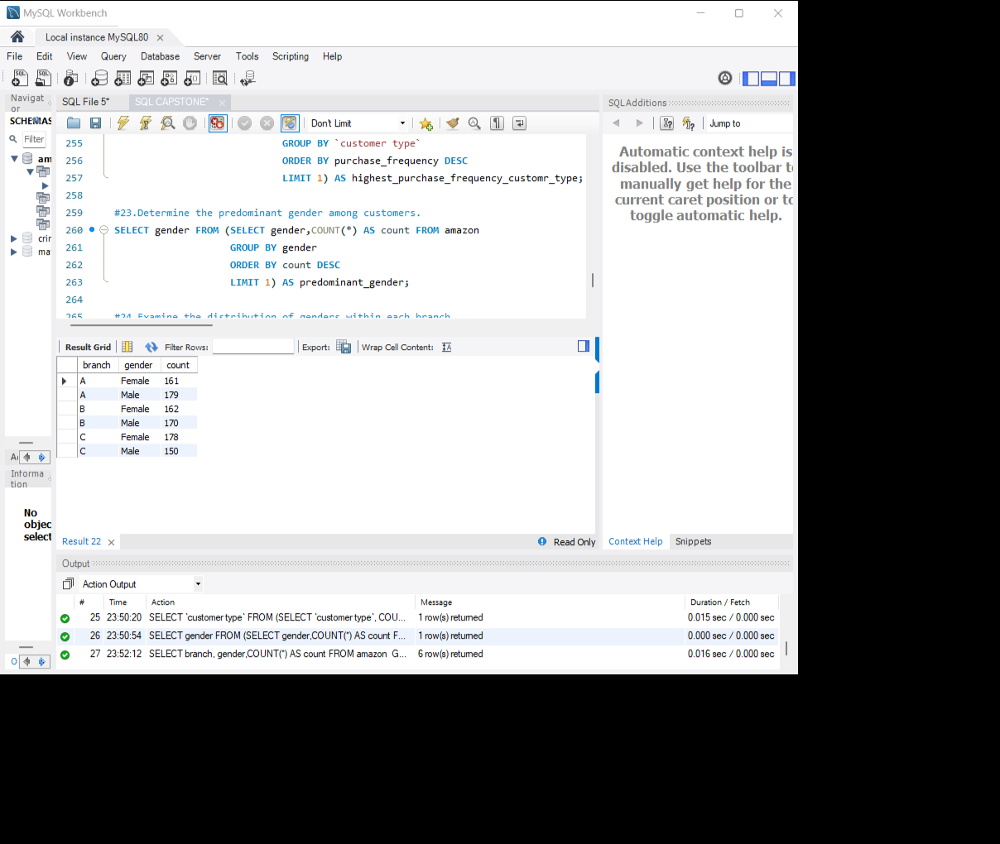 MySQL Workbench
Local instance MySQL80
File Edit View Query Database Server Tools Scripting Help
Navigator
SCHEMAS
Filter
am
crir
ma
SQL File 5*
SQL CAPSTONE*
Don't Limit
255 GROUP BY `customer type`
256 ORDER BY purchase_frequency DESC
257 LIMIT 1) AS highest_purchase_frequency_customr_type;
258
259 #23.Determine the predominant gender among customers.
260 SELECT gender FROM (SELECT gender,COUNT(*) AS count FROM amazon
261 GROUP BY gender
262 ORDER BY count DESC
263 LIMIT 1) AS predominant_gender;
264
265 #24.Examine the distribution of genders within each branch
Result Grid Filter Rows: Export: Wrap Cell Content:
branch gender count
A Female 161
A Male 179
B Female 162
B Male 170
C Female 178
C Male 150
Result 22
Read Only
SQLAdditions
Jump to
Automatic context help is
disabled. Use the toolbar to
manually get help for the
current caret position or to
toggle automatic help.
Context Help Snippets
Information
No
objec
select
Output
Action Output
# Time Action Message Duration / Fetch
25 23:50:20 SELECT `customer type` FROM (SELECT `customer type`, COU... 1 row(s) returned 0.015 sec / 0.000 sec
26 23:50:54 SELECT gender FROM (SELECT gender,COUNT(*) AS count F... 1 row(s) returned 0.000 sec / 0.000 sec
27 23:52:12 SELECT branch, gender,COUNT(*) AS count FROM amazon G... 6 row(s) returned 0.016 sec / 0.000 sec